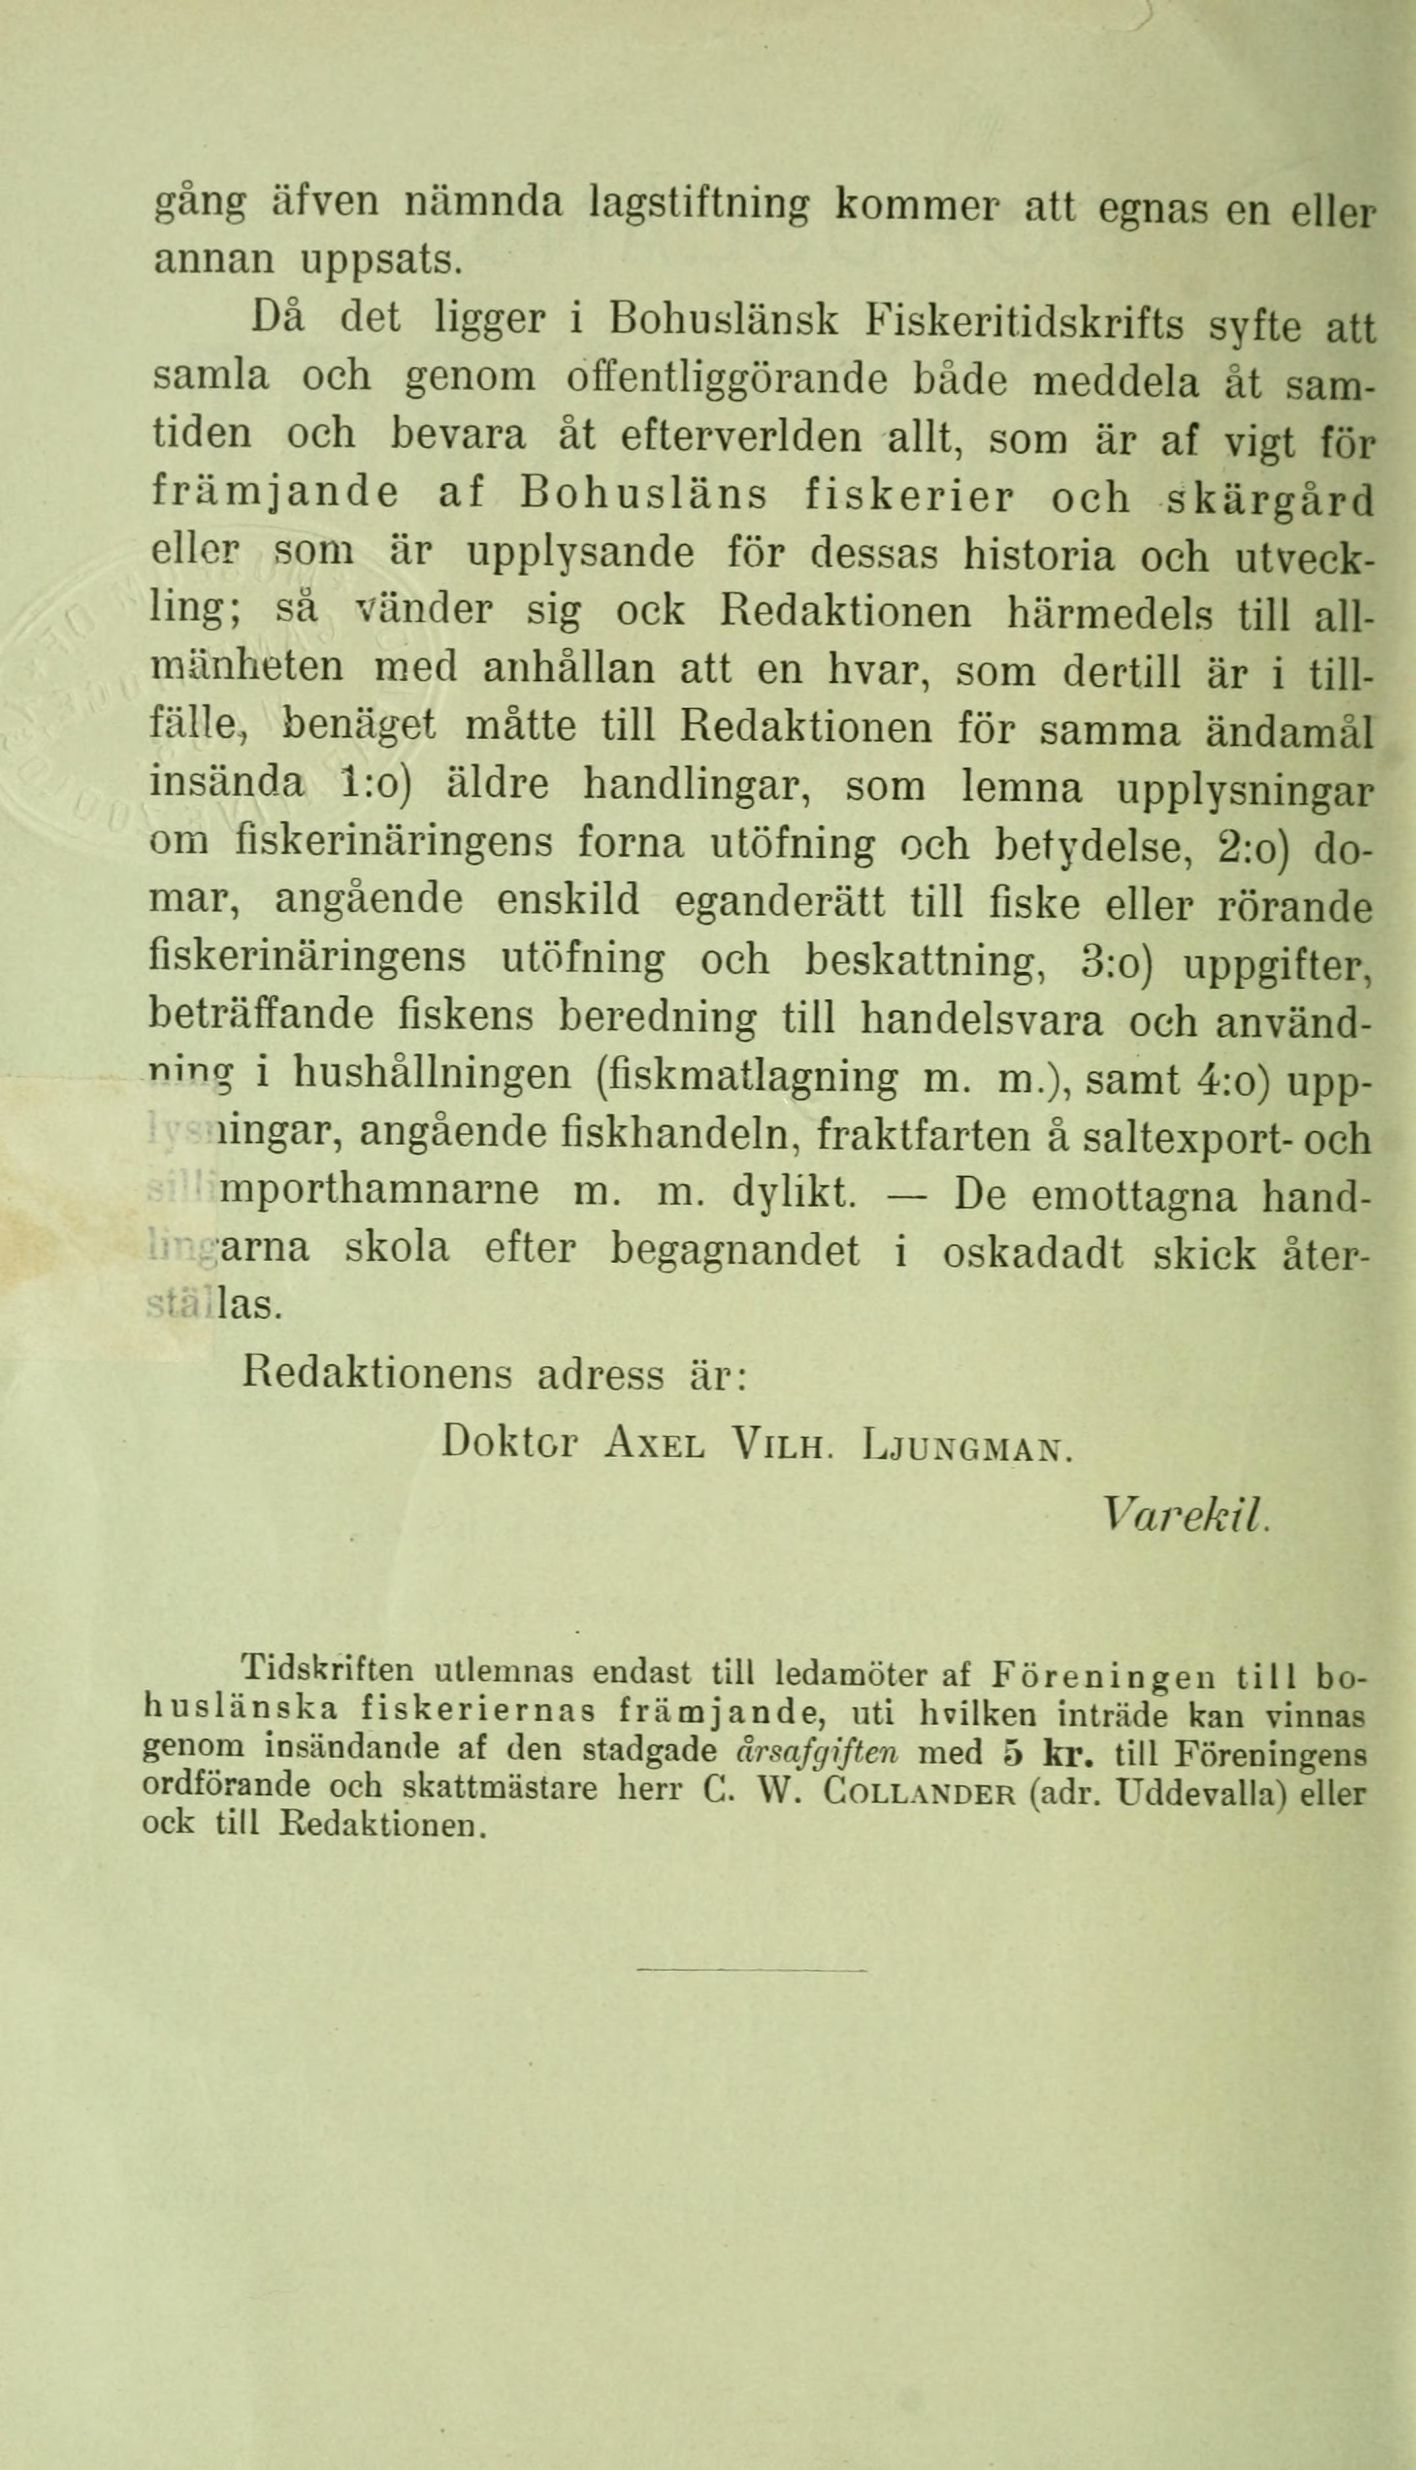 gång äfven nämnda lagstiftning kommer att egnas en eller
annan uppsats.
Då det ligger i Bohuslänsk Fiskeritidskrifts syfte att
samla och genom offentliggörande både meddela åt sam-
tiden och bevara åt efterverlden allt, som är af vigt för
främjande af Bohusläns fiskerier och skärgård
eller som är upplysande för dessas historia och utveck-
ling; så vänder sig ock Redaktionen härmedels till all-
mänheten med anhållan att en hvar, som dertill är i till-
fälle, benäget måtte till Redaktionen för samma ändamål
insända 1:o) äldre handlingar, som lemna upplysningar
om fiskerinäringens forna utöfning och betydelse, 2:o) do-
mar, angående enskild eganderätt till fiske eller rörande
fiskerinäringens utöfning och beskattning, 3:o) uppgifter,
beträffande fiskens beredning till handelsvara och använd-
ning i hushållningen (fiskmatlagning m. m.), samt 4:o) upp-
lysningar, angående fiskhandeln, fraktfarten å saltexport- och
sillimporthamnarne m. m. dylikt. — De emottagna hand-
lingarna skola efter begagnandet i oskadadt skick åter-
ställas.
Redaktionens adress är:
Doktor Axel Vilh. Ljungman.
Varekil.
Tidskriften utlemnas endast till ledamöter af Föreningen till bo-
huslänska fiskeriernas främjande, uti hvilken inträde kan vinnas
genom insändande af den stadgade årsafgiften med 5 kr. till Föreningens
ordförande och skattmästare herr C. W. Collander (adr. Uddevalla) eller
ock till Redaktionen.